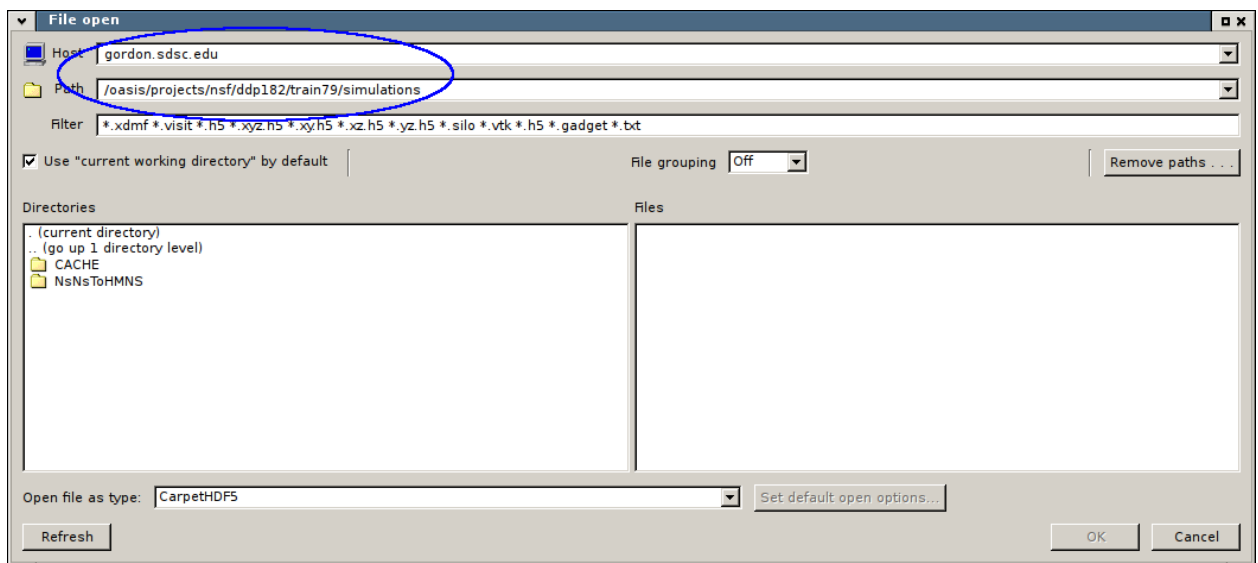 File open
Host gordon.sdsc.edu
Path /oasis/projects/nsf/ddp182/train79/simulations
Filter *.xdmf *.visit *.h5 *.xyz.h5 *.xy.h5 *.xz.h5 *.yz.h5 *.silo *.vtk *.h5 *.gadget *.txt
Use "current working directory" by default File grouping Off Remove paths . . .
Directories Files
. (current directory)
.. (go up 1 directory level)
CACHE
NsNsToHMNS
Open file as type: CarpetHDF5 Set default open options...
Refresh OK Cancel